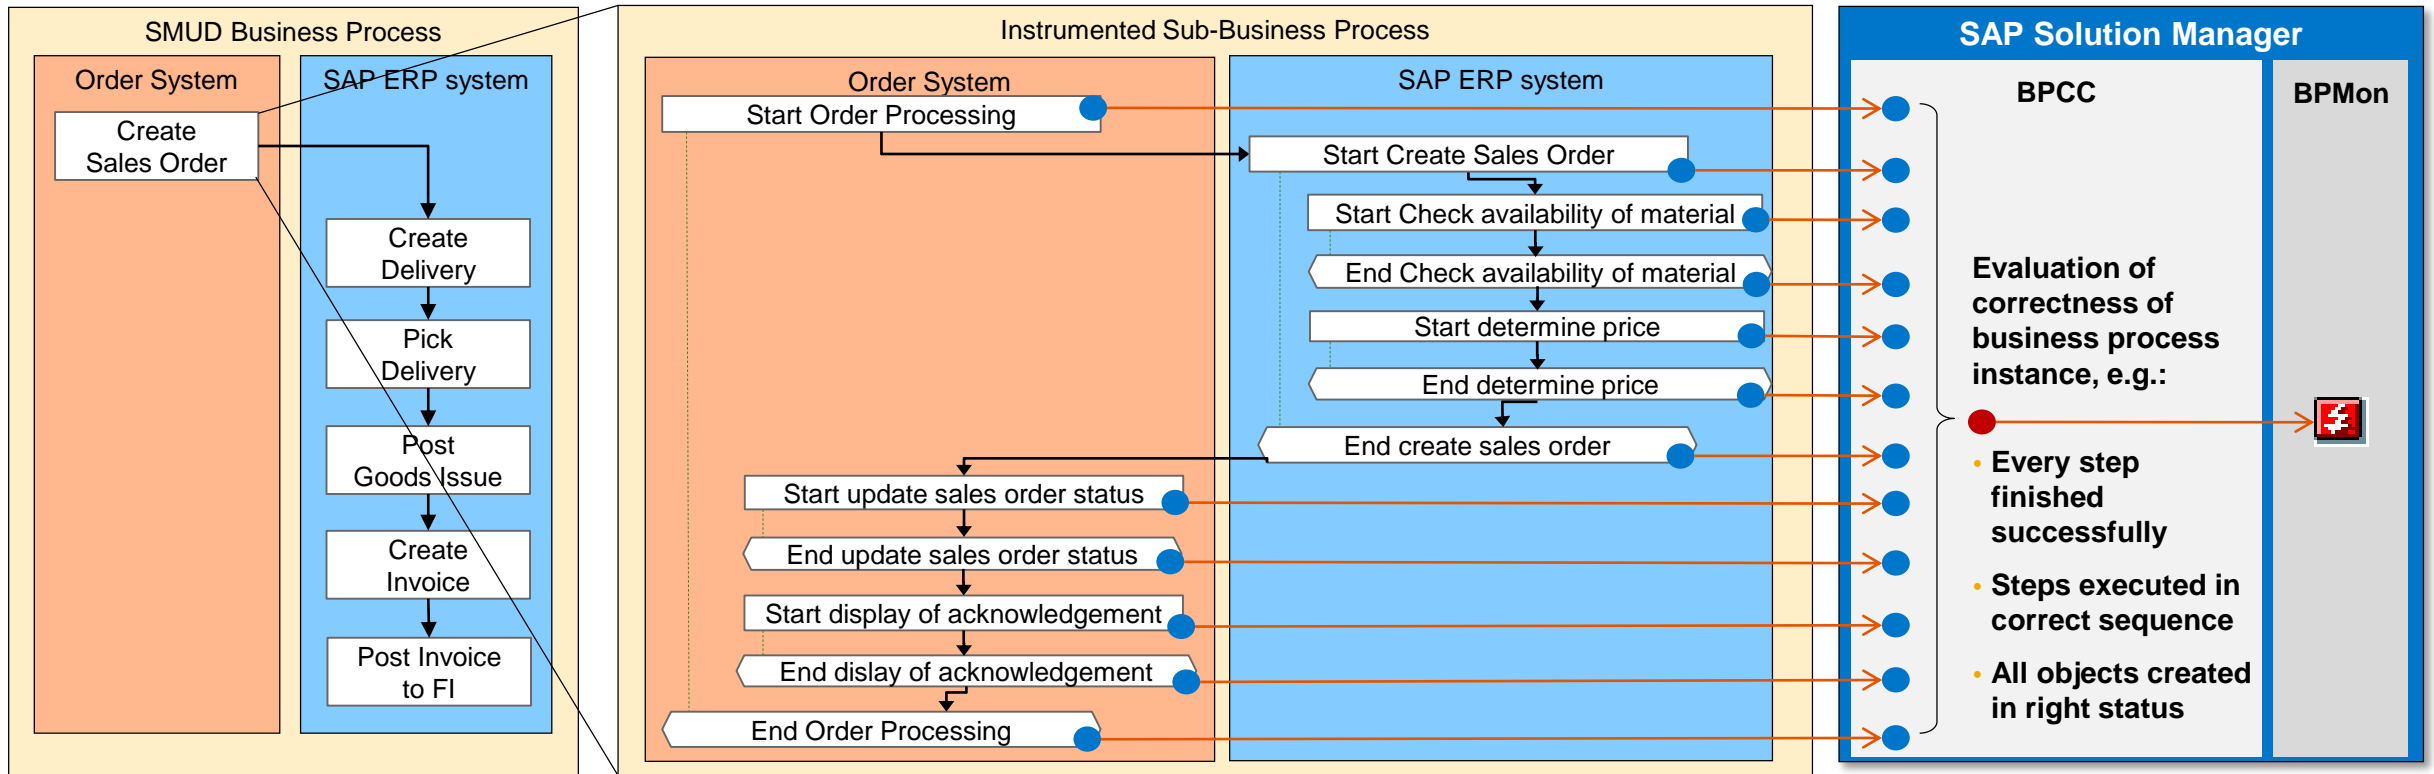 SMUD Business Process
Order System
SAP ERP system
Create
Sales Order
Create
Delivery
Pick
Delivery
Post
Goods Issue
Create
Invoice
Post Invoice
to FI
Instrumented Sub-Business Process
Order System
SAP ERP system
Start Order Processing
Start Create Sales Order
Start Check availability of material
End Check availability of material
Start determine price
End determine price
End create sales order
Start update sales order status
End update sales order status
Start display of acknowledgement
End dislay of acknowledgement
End Order Processing
SAP Solution Manager
BPCC
BPMon
Evaluation of
correctness of
business process
instance, e.g.:
• Every step
finished
successfully
• Steps executed in
correct sequence
• All objects created
in right status